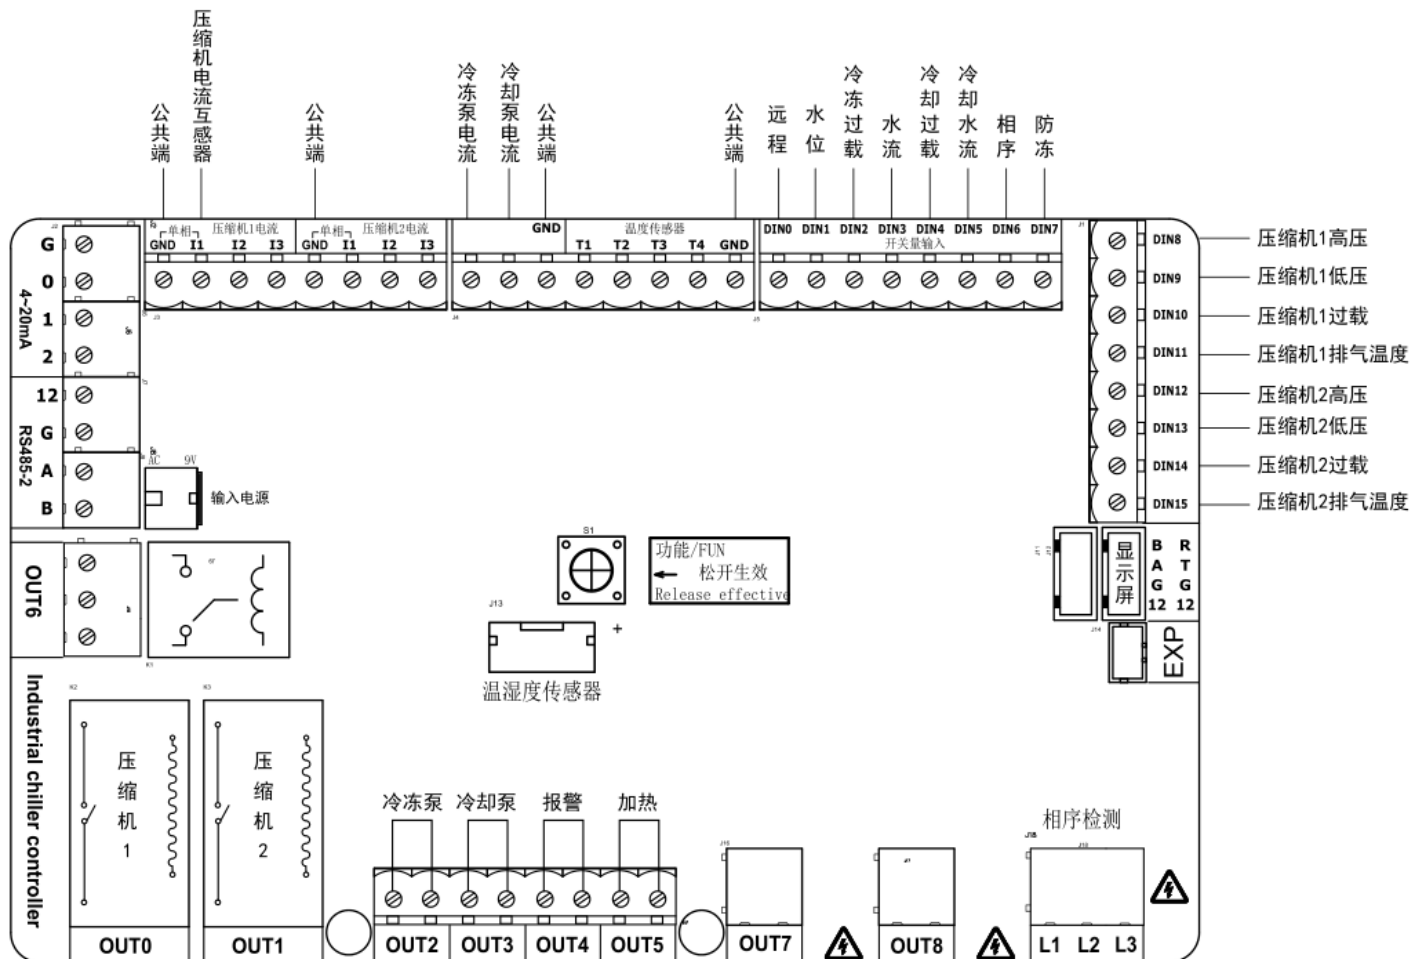 压缩机电流互感器
公共端
公共端
冷冻泵电流
冷却泵电流
公共端
公共端
远程
水位
冷冻过载
水流
冷却过载
冷却水流
相序
防冻
单相 压缩机1电流
GND I1 I2 I3
单相 压缩机2电流
GND I1 I2 I3
GND 温度传感器
T1 T2 T3 T4 GND
DIN0 DIN1 DIN2 DIN3 DIN4 DIN5 DIN6 DIN7
开关量输入
J3
J4
J5
J1
DIN8 压缩机1高压
DIN9 压缩机1低压
DIN10 压缩机1过载
DIN11 压缩机1排气温度
DIN12 压缩机2高压
DIN13 压缩机2低压
DIN14 压缩机2过载
DIN15 压缩机2排气温度
J2
G
0
1
2
4~20mA
12
G
A
B
RS485-2
AC 9V
输入电源
OUT6
K1
S1
功能/FUN
← 松开生效
Release effective
J13
+
温湿度传感器
J11
J12
显示屏
B R
A T
G G
12 12
J14
EXP
Industrial chiller controller
K2
压缩机1
OUT0
K3
压缩机2
OUT1
冷冻泵 冷却泵 报警 加热
OUT2 OUT3 OUT4 OUT5
OUT7
OUT8
相序检测
L1 L2 L3